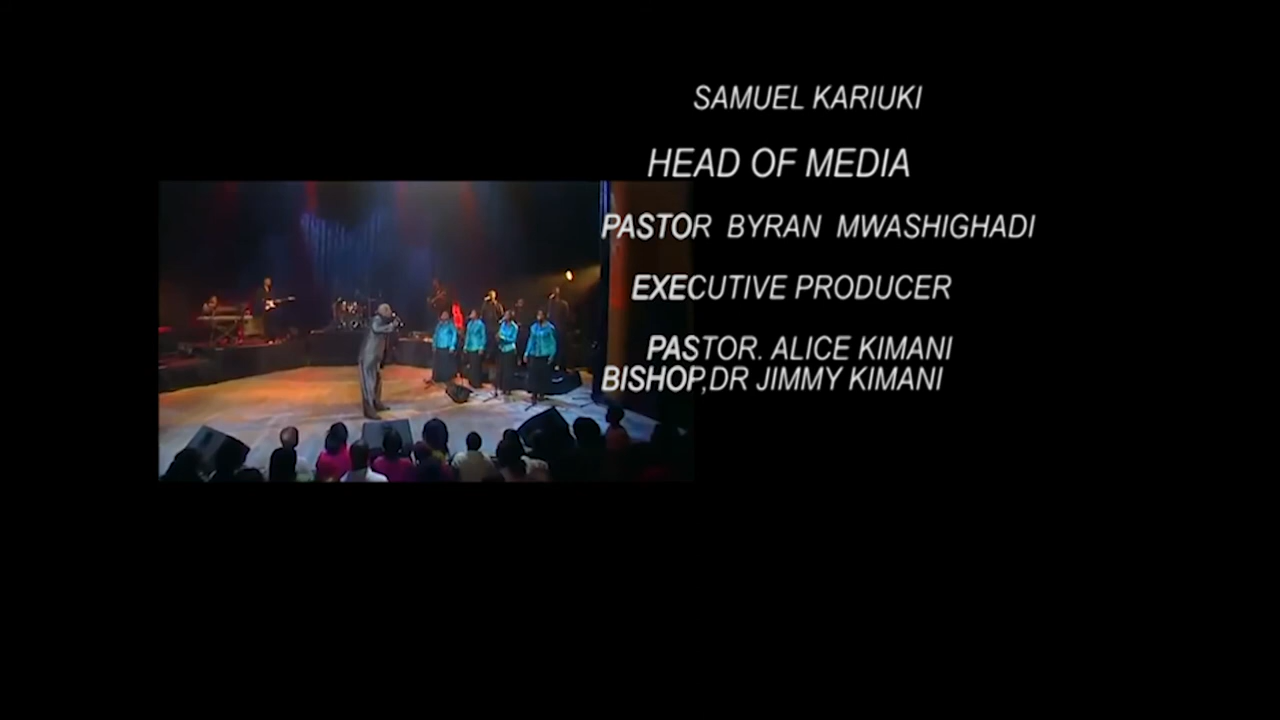 SAMUEL KARIUKI
HEAD OF MEDIA
PASTOR BYRAN MWASHIGHADI
EXECUTIVE PRODUCER
PASTOR. ALICE KIMANI
BISHOP,DR JIMMY KIMANI